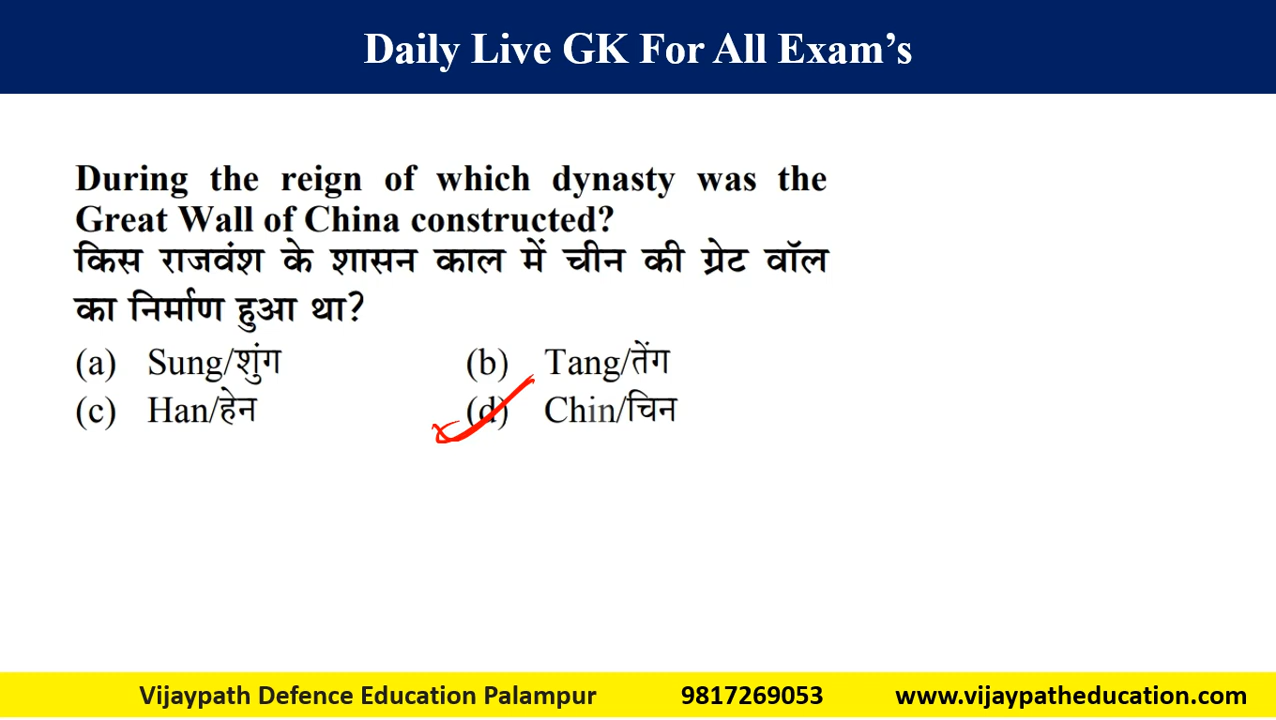 Daily Live GK For All Exam’s
During the reign of which dynasty was the
Great Wall of China constructed?
किस राजवंश के शासन काल में चीन की ग्रेट वॉल
का निर्माण हुआ था?
(a) Sung/शुंग (b) Tang/तेंग
(c) Han/हेन (d) Chin/चिन
Vijaypath Defence Education Palampur 9817269053 www.vijaypatheducation.com